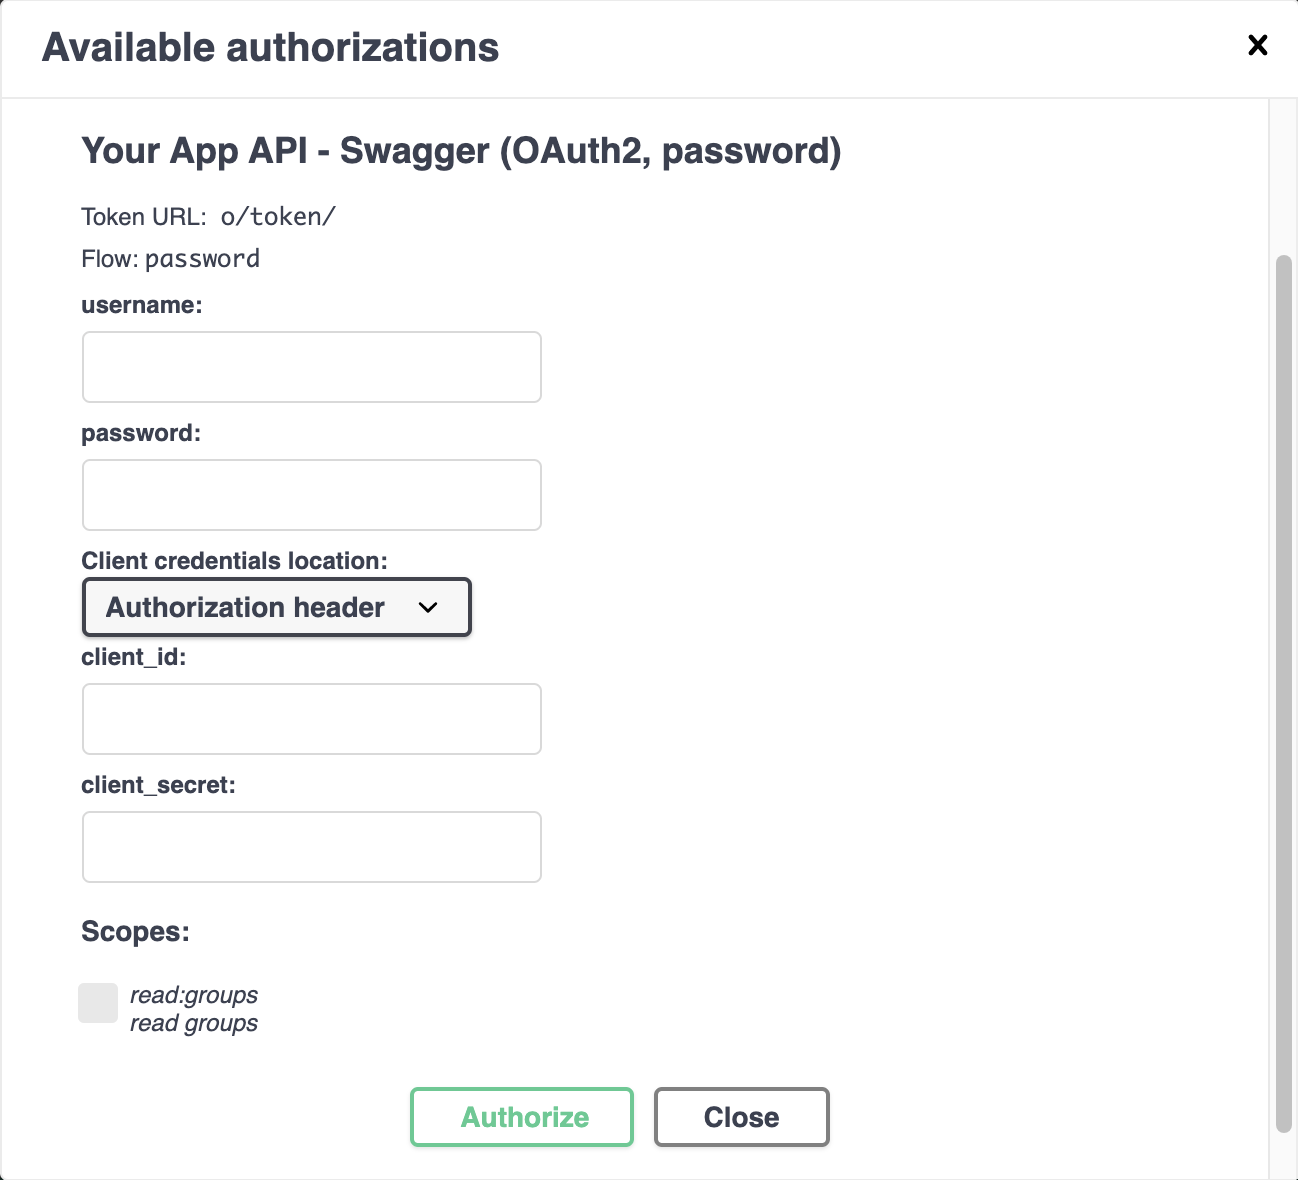 Available authorizations
Your App API - Swagger (OAuth2, password)
Token URL: o/token/
Flow: password
username:
password:
Client credentials location:
Authorization header
client_id:
client_secret:
Scopes:
read:groups
read groups
Authorize Close